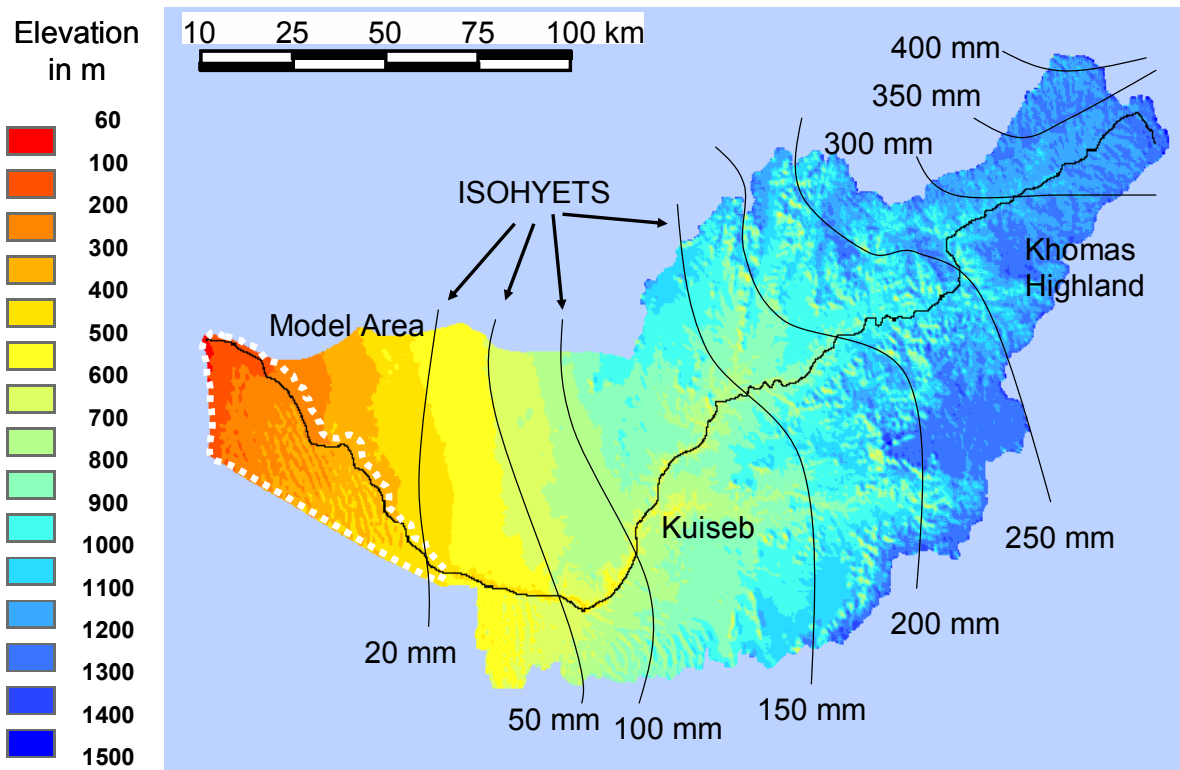 Elevation
in m
60
100
200
300
400
500
600
700
800
900
1000
1100
1200
1300
1400
1500
10 25 50 75 100 km
400 mm
350 mm
300 mm
ISOHYETS
Khomas
Highland
Model Area
Kuiseb
250 mm
200 mm
20 mm
150 mm
50 mm
100 mm